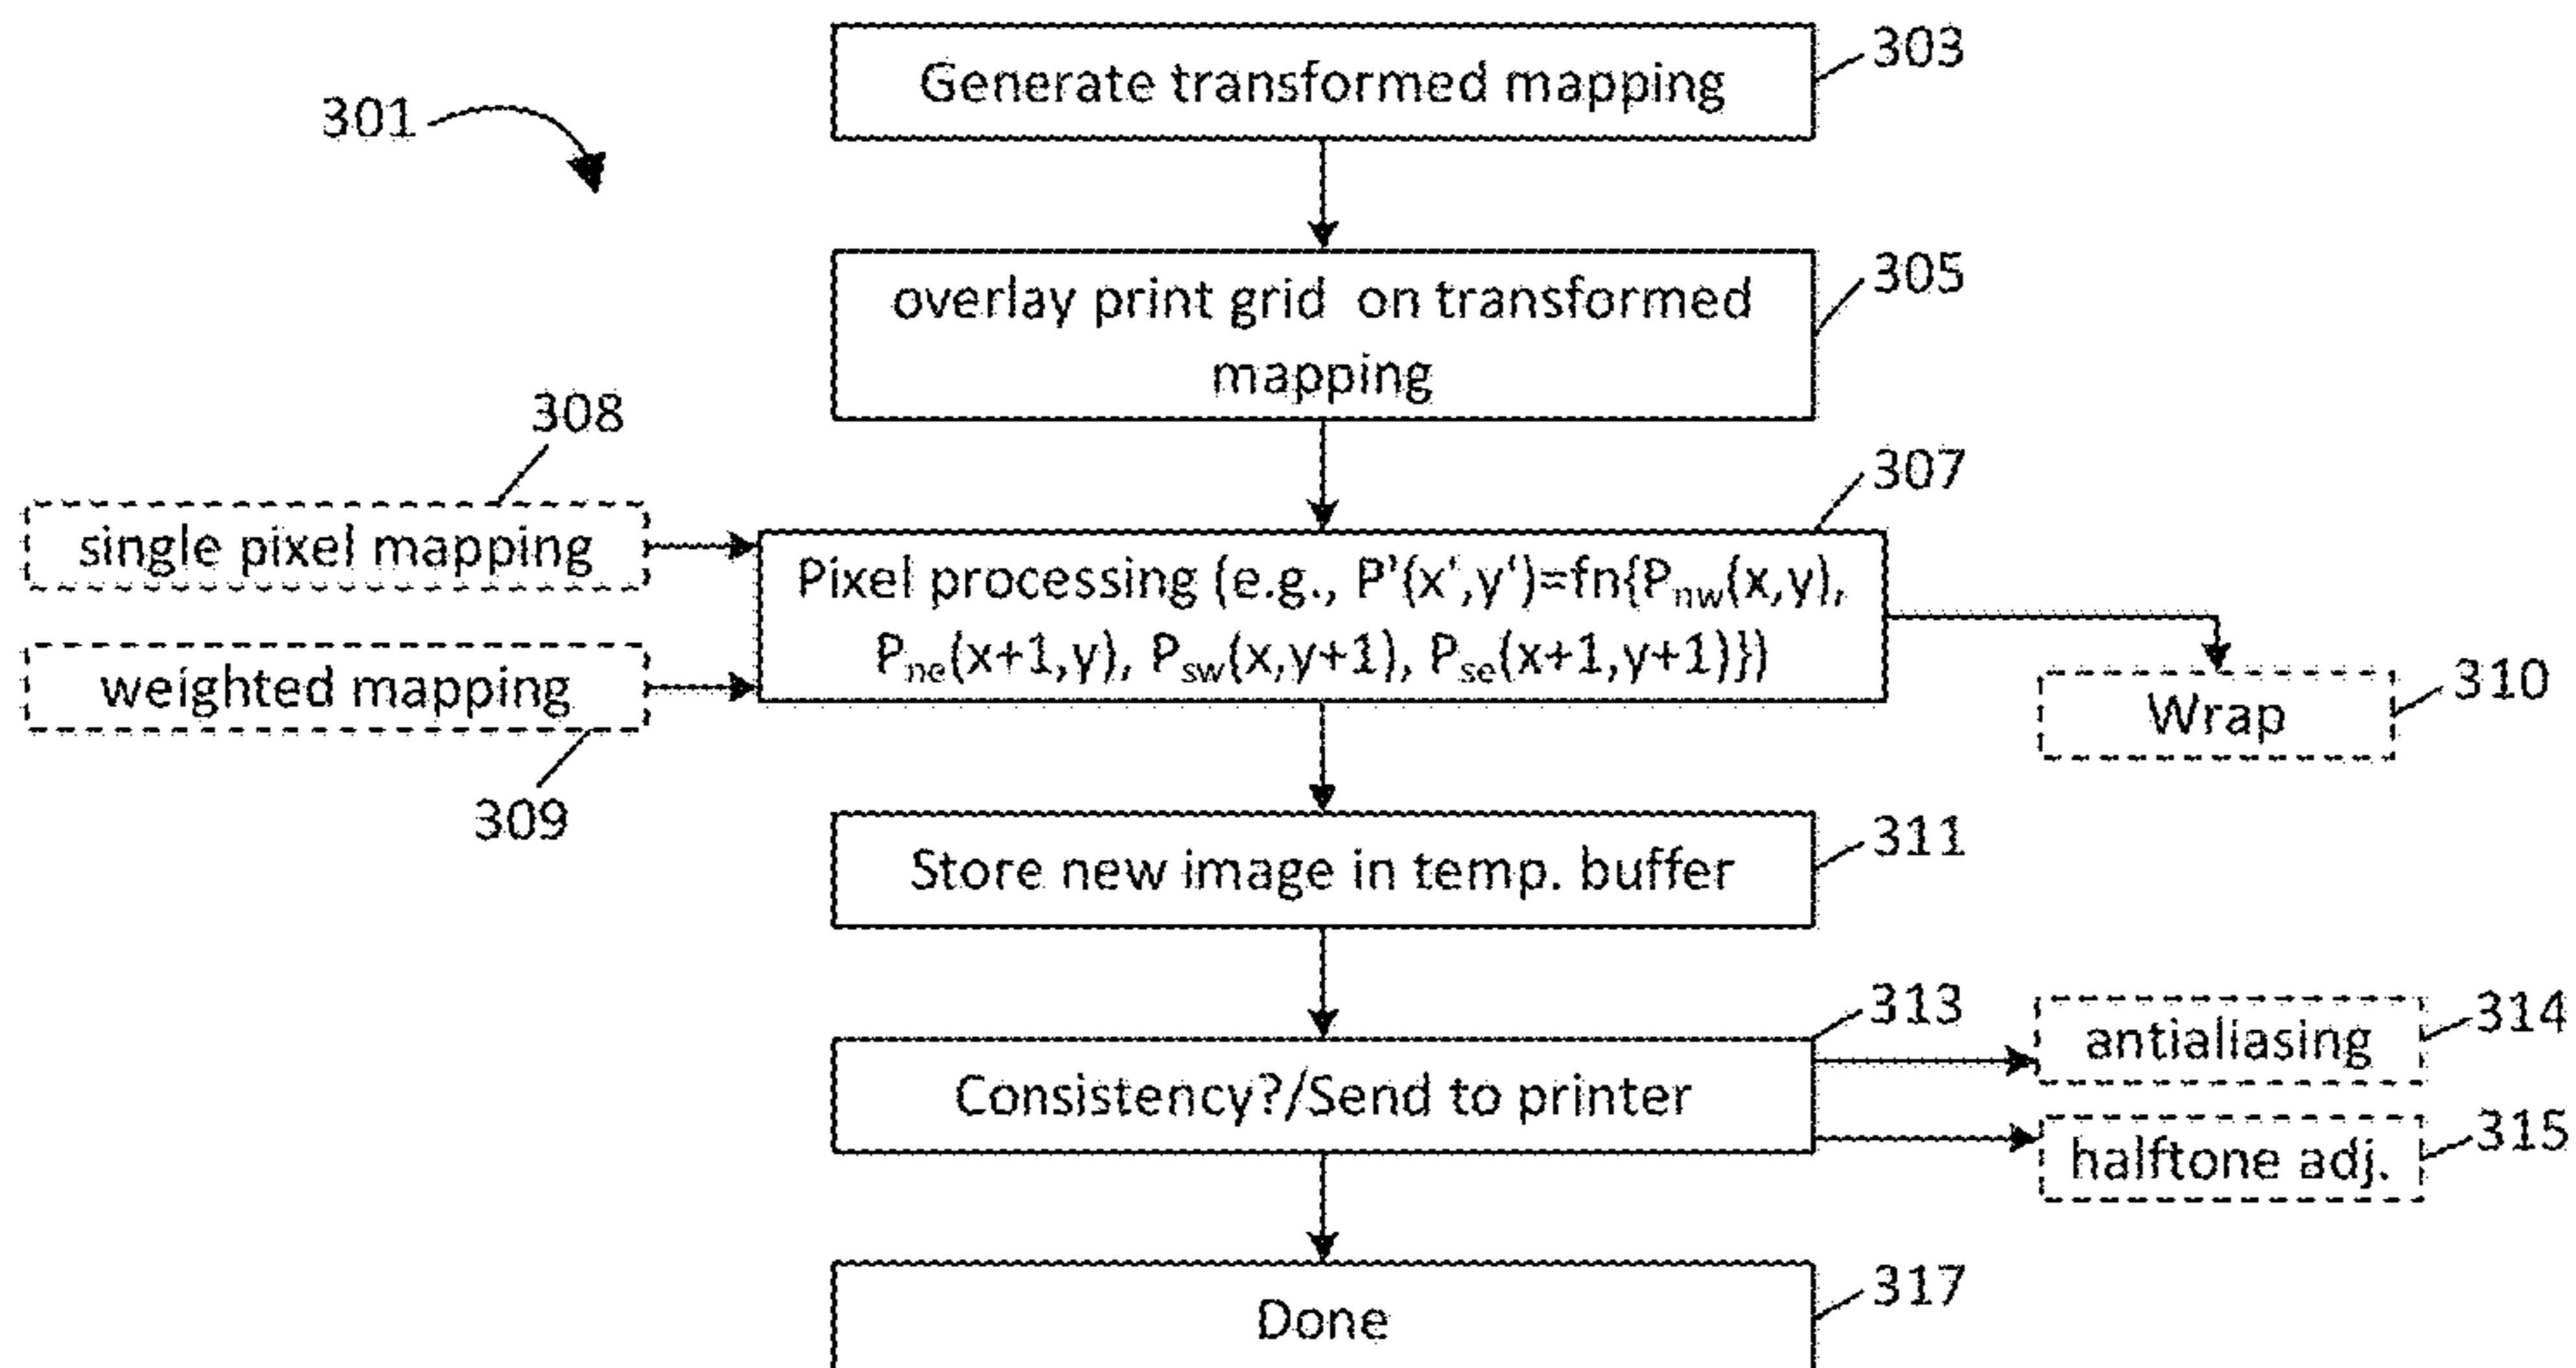 303
Generate transformed mapping
301
305
overlay print grid on transformed
mapping
308
307
single pixel mapping
Pixel processing (e.g., P'(x',y')=fn{Pnw(x,y),
Pne(x+1,y), Psw(x,y+1), Pse(x+1,y+1)})
weighted mapping
309
310
Wrap
311
Store new image in temp. buffer
313
Consistency?/Send to printer
314
antialiasing
315
halftone adj.
317
Done